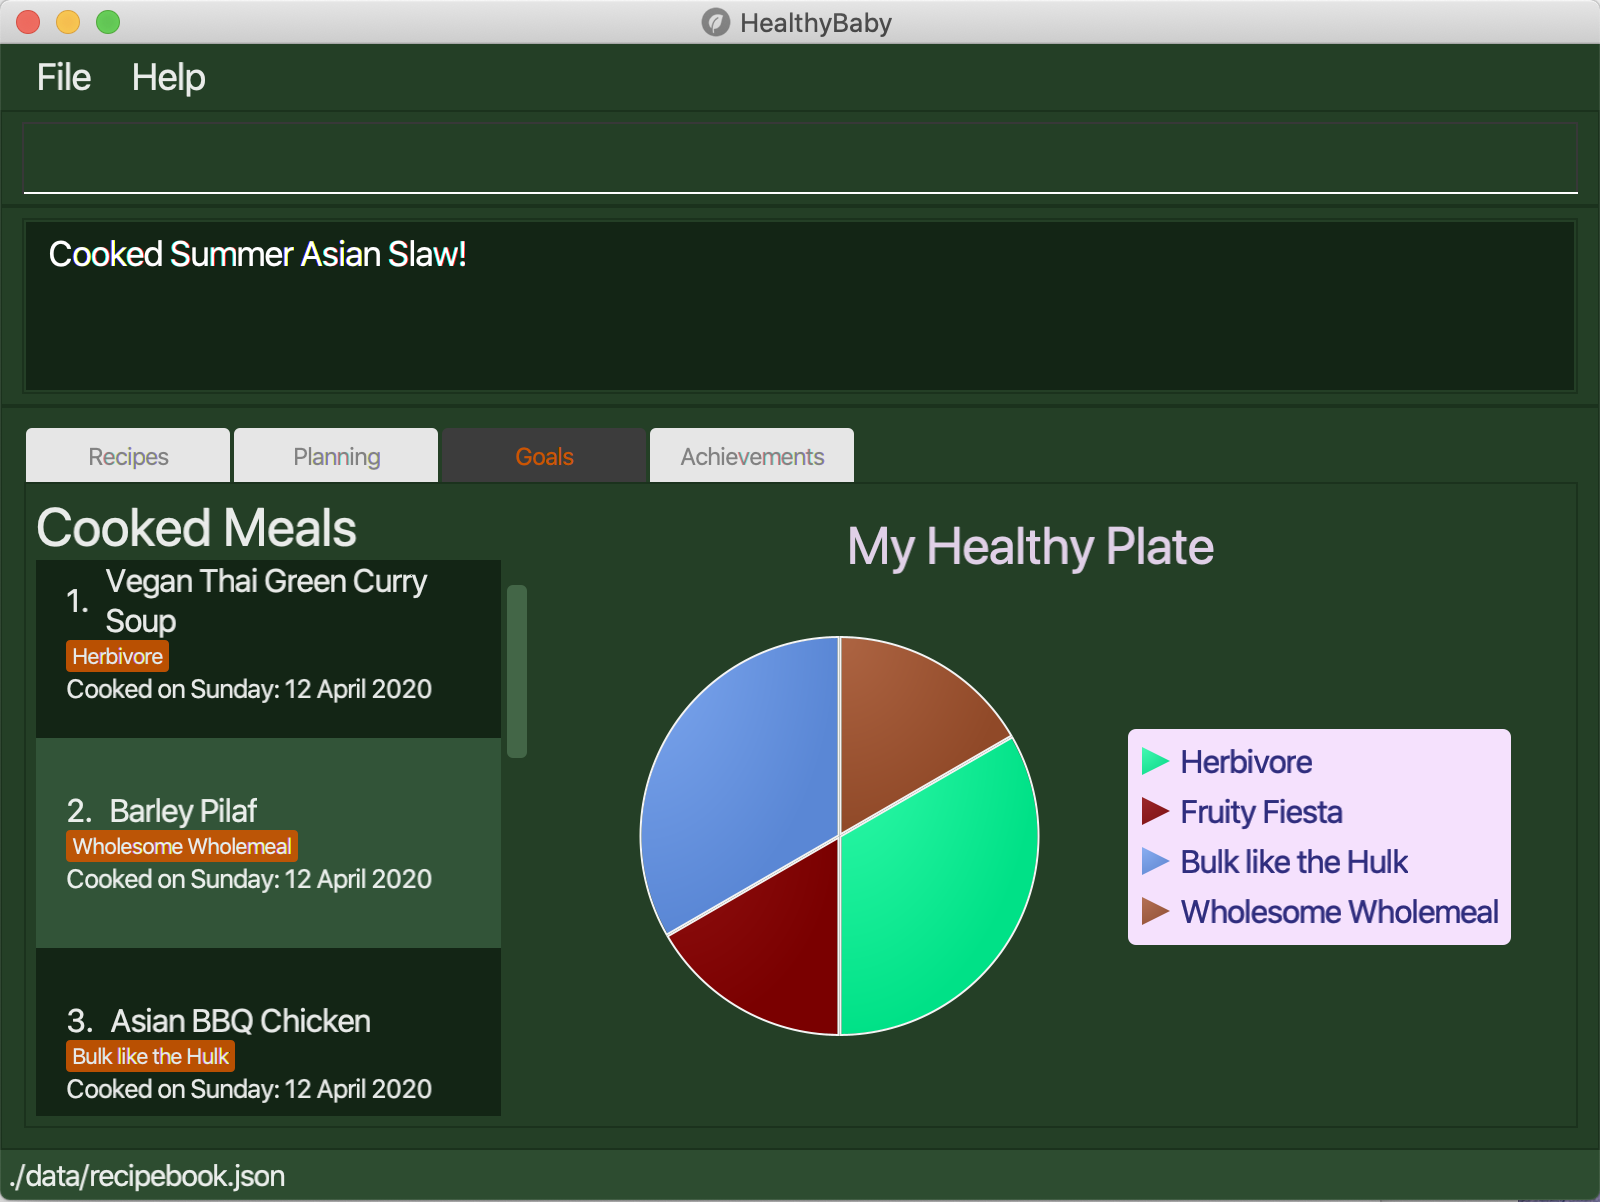 HealthyBaby
File Help
Cooked Summer Asian Slaw!
Recipes Planning Goals Achievements
Cooked Meals
1. Vegan Thai Green Curry
Soup
Herbivore
Cooked on Sunday: 12 April 2020
2. Barley Pilaf
Wholesome Wholemeal
Cooked on Sunday: 12 April 2020
3. Asian BBQ Chicken
Bulk like the Hulk
Cooked on Sunday: 12 April 2020
My Healthy Plate
Herbivore
Fruity Fiesta
Bulk like the Hulk
Wholesome Wholemeal
./data/recipebook.json